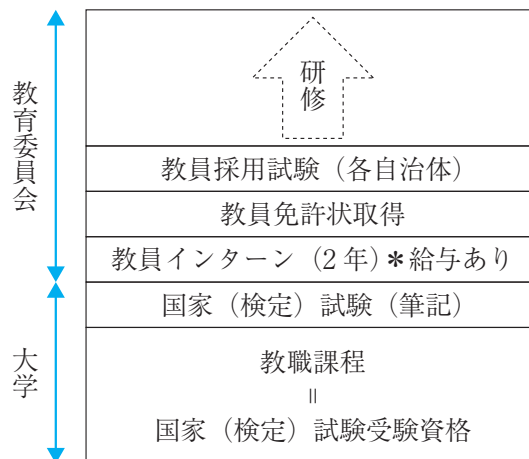 教育委員会
大学
研修
教員採用試験（各自治体）
教員免許状取得
教員インターン（2年）＊給与あり
国家（検定）試験（筆記）
教職課程
＝
国家（検定）試験受験資格